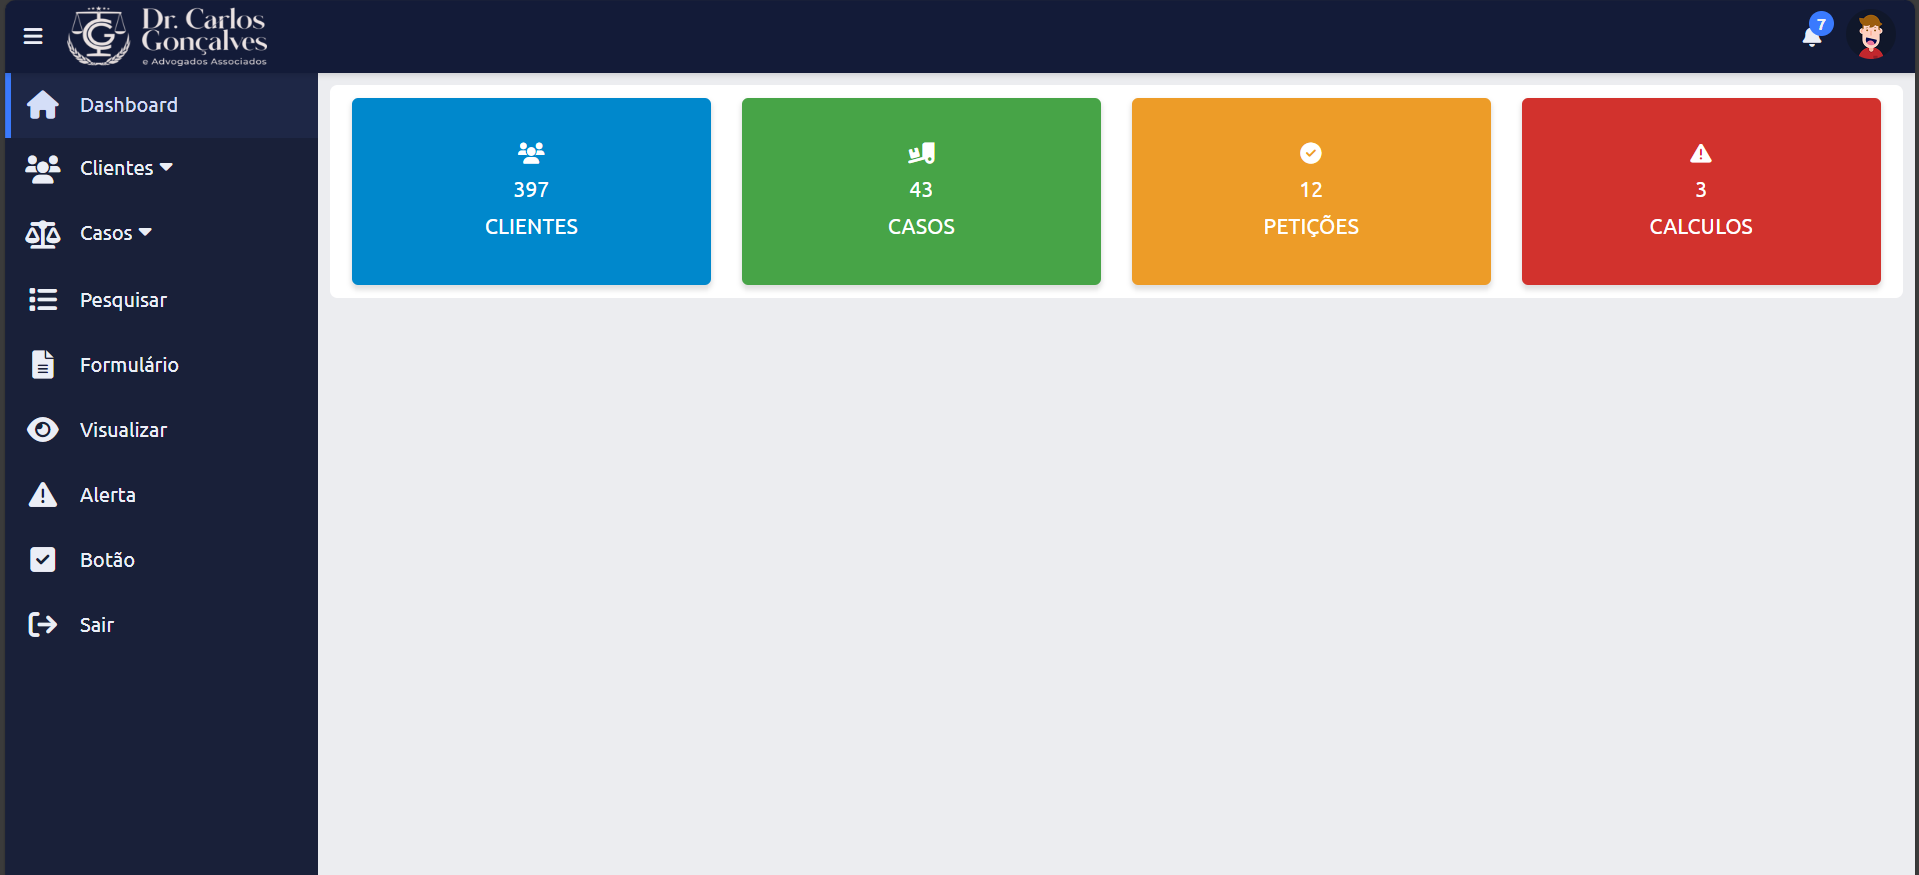 Dr. Carlos
Gonçalves
e Advogados Associados
7
Dashboard
Clientes
Casos
Pesquisar
Formulário
Visualizar
Alerta
Botão
Sair
397
CLIENTES
43
CASOS
12
PETIÇÕES
3
CALCULOS